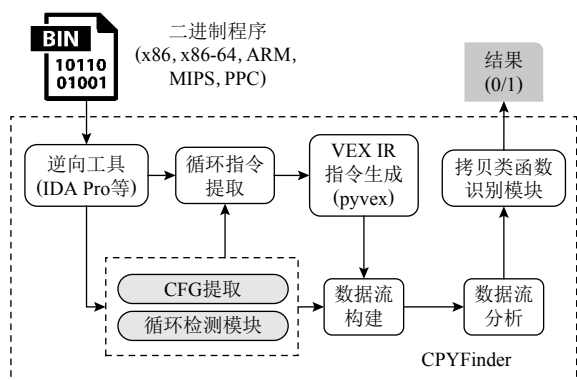 BIN
10110
01001
二进制程序
(x86, x86-64, ARM,
MIPS, PPC)
结果
(0/1)
逆向工具
(IDA Pro等)
循环指令
提取
VEX IR
指令生成
(pyvex)
拷贝类函数
识别模块
CFG提取
循环检测模块
数据流
构建
数据流
分析
CPYFinder